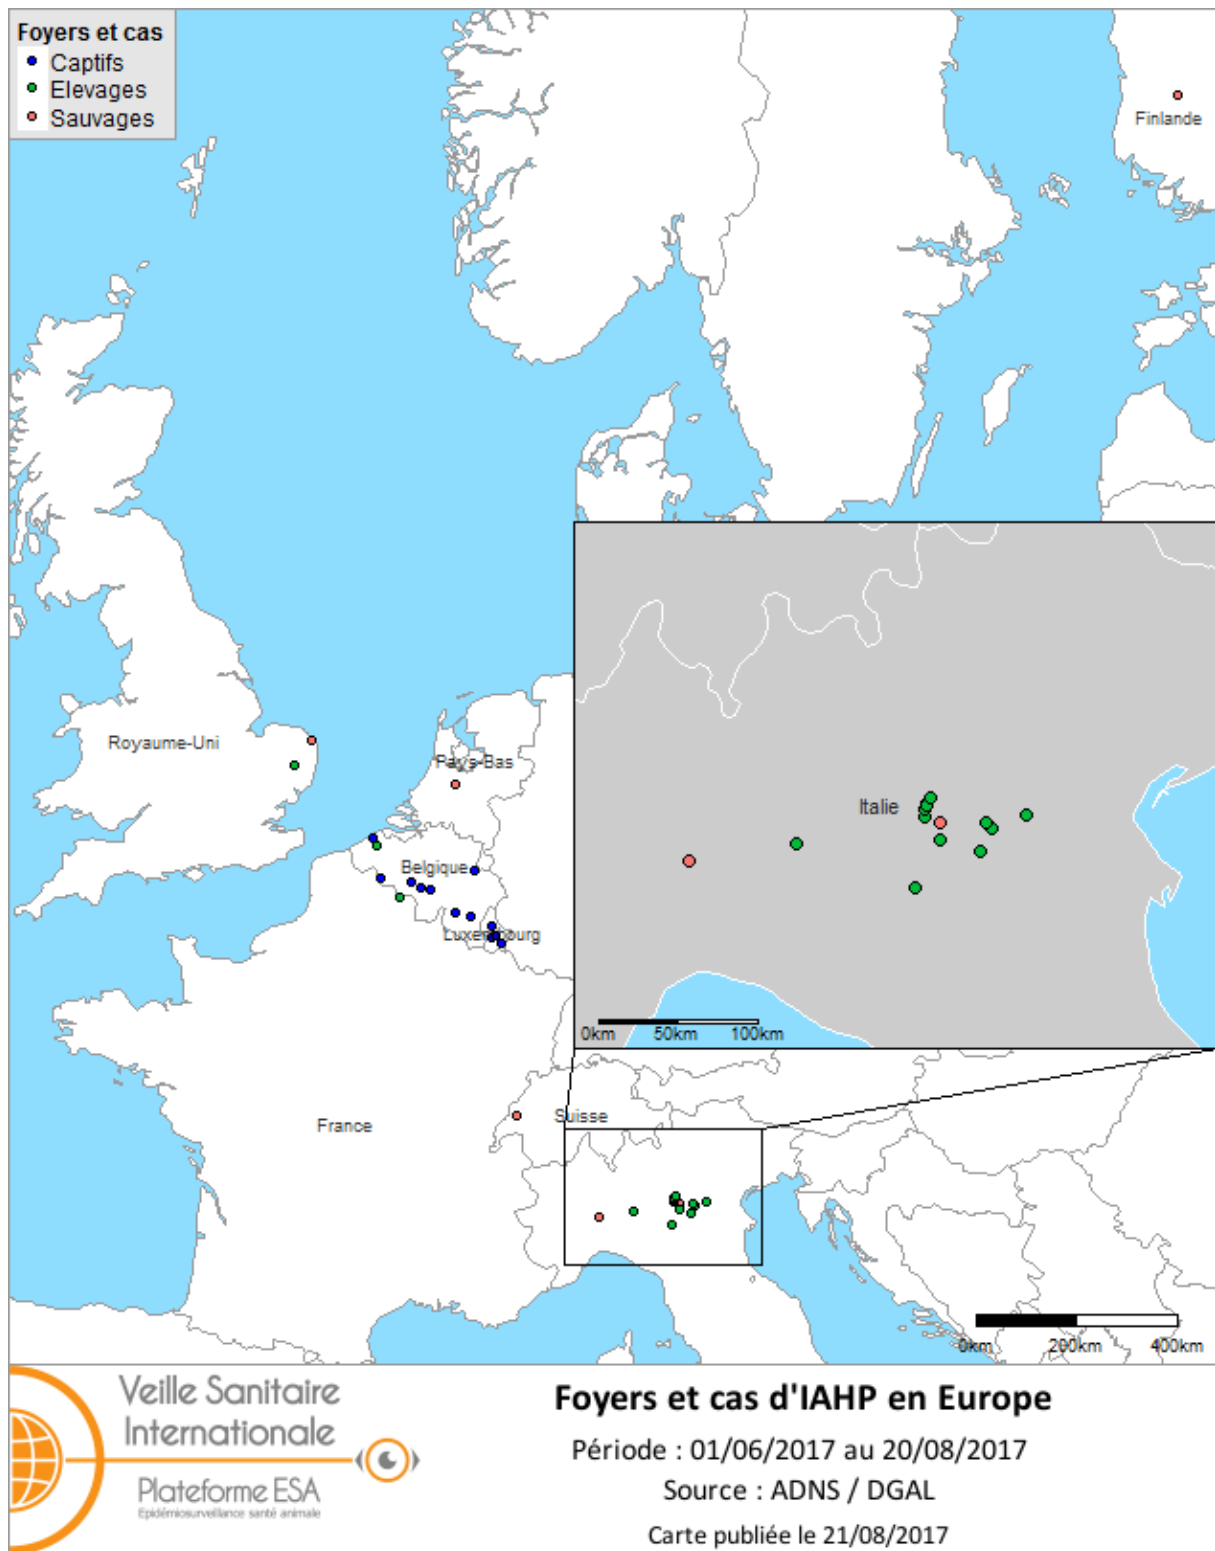 Foyers et cas
Captifs
Elevages
Sauvages
Finlande
Royaume-Uni
Pays-Bas
Belgique
Luxembourg
Italie
0km 50km 100km
France
Suisse
0km 200km 400km
Veille Sanitaire
Internationale
Plateforme ESA
Epidémiosurveillance santé animale
Foyers et cas d'IAHP en Europe
Période : 01/06/2017 au 20/08/2017
Source : ADNS / DGAL
Carte publiée le 21/08/2017